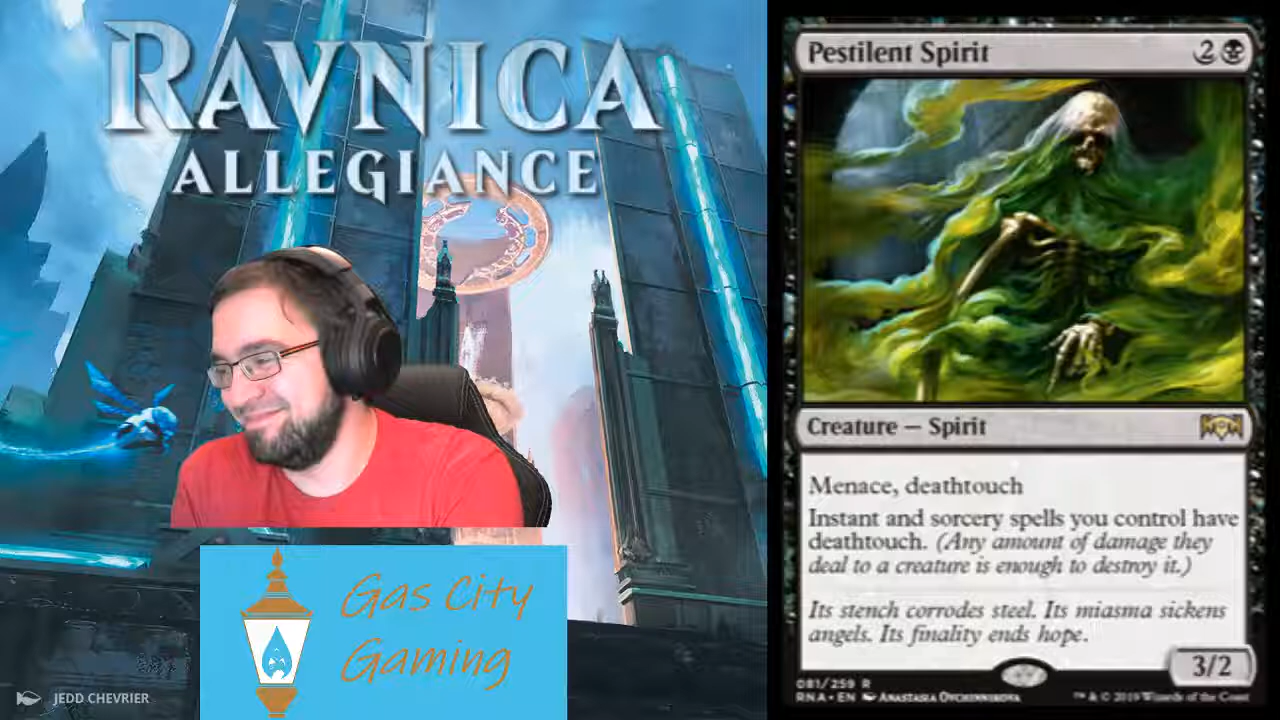 RAVNICA
ALLEGIANCE
Gas City
Gaming
JEDD CHEVRIER
Pestilent Spirit
2
Creature — Spirit
Menace, deathtouch
Instant and sorcery spells you control have
deathtouch. (Any amount of damage they
deal to a creature is enough to destroy it.)
Its stench corrodes steel. Its miasma sickens
angels. Its finality ends hope.
3/2
081/259 R
RNA • EN ANASTASIA OVCHINNIKOVA
™ & © 2019 Wizards of the Coast